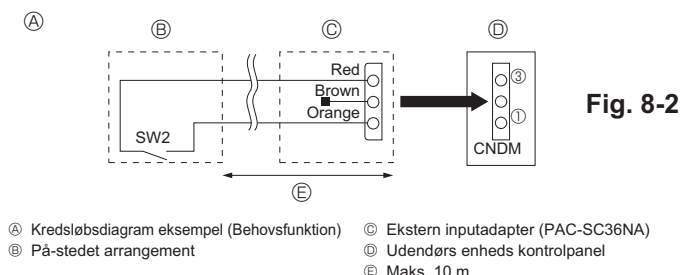 Ⓐ
Ⓑ Ⓒ Ⓓ
Red
Brown
Orange
SW2
③
①
CNDM
Ⓔ
Fig. 8-2
Ⓐ Kredsløbsdiagram eksempel (Behovsfunktion)
Ⓑ På-stedet arrangement
Ⓒ Ekstern inputadapter (PAC-SC36NA)
Ⓓ Udendørs enheds kontrolpanel
Ⓔ Maks. 10 m